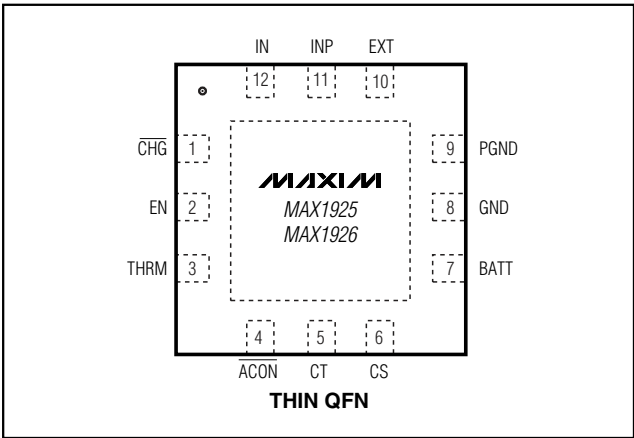 IN INP EXT
12 11 10
CHG 1 9 PGND
MAXIM
EN 2 MAX1925 8 GND
MAX1926
THRM 3 7 BATT
4 5 6
ACON CT CS
THIN QFN